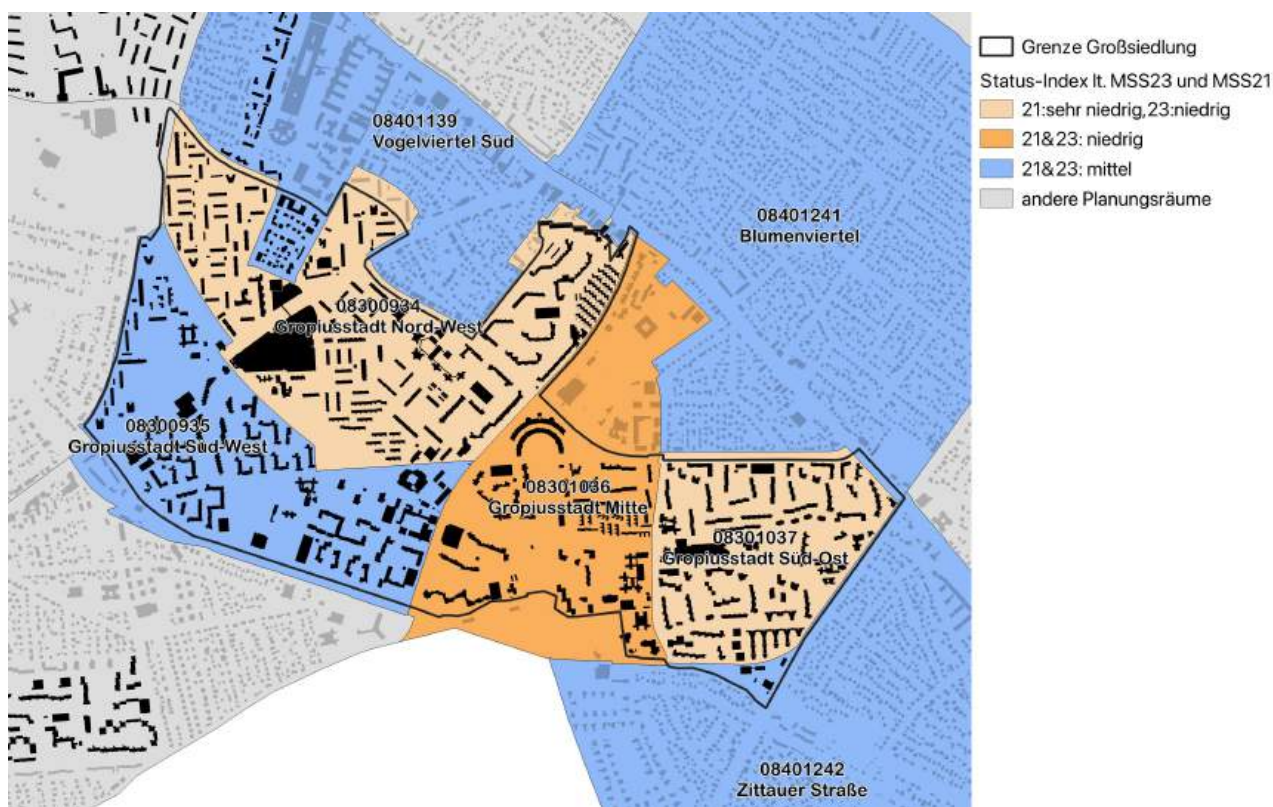 08401139
Vogelviertel Süd
08401241
Blumenviertel
08300934
Gropiusstadt Nord-West
08300935
Gropiusstadt Süd-West
08301036
Gropiusstadt Mitte
08301037
Gropiusstadt Süd-Ost
08401242
Zittauer Straße
Grenze Großsiedlung
Status-Index lt. MSS23 und MSS21
21:sehr niedrig,23:niedrig
21&23: niedrig
21&23: mittel
andere Planungsräume